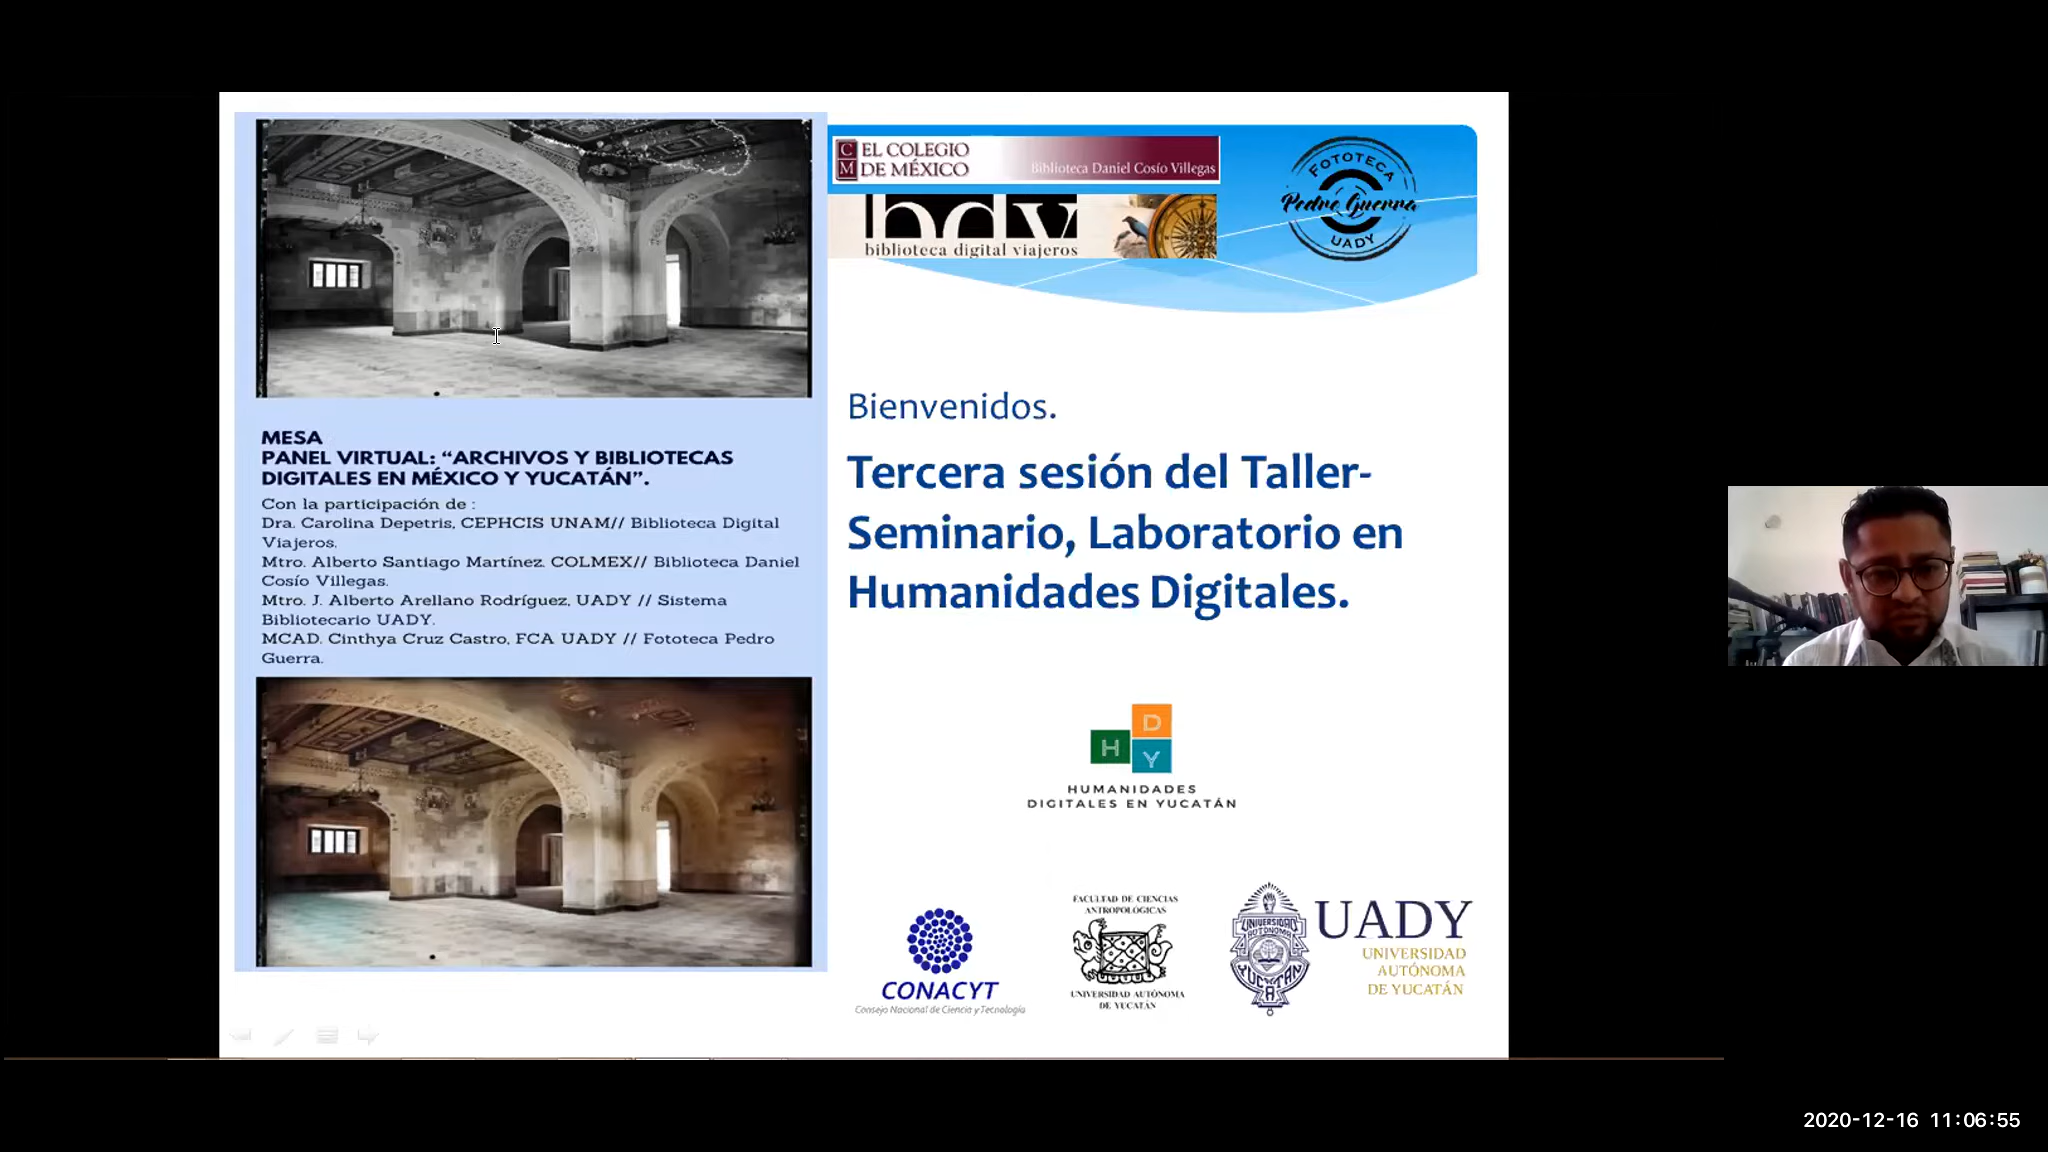 EL COLEGIO
DE MÉXICO
CM
Biblioteca Daniel Cosío Villegas
bdv
biblioteca digital viajeros
FOTOTECA
Pedro Guerra
UADY
MESA
PANEL VIRTUAL: “ARCHIVOS Y BIBLIOTECAS
DIGITALES EN MÉXICO Y YUCATÁN”.
Con la participación de :
Dra. Carolina Depetris, CEPHCIS UNAM// Biblioteca Digital
Viajeros.
Mtro. Alberto Santiago Martínez. COLMEX// Biblioteca Daniel
Cosío Villegas.
Mtro. J. Alberto Arellano Rodríguez, UADY // Sistema
Bibliotecario UADY.
MCAD. Cinthya Cruz Castro, FCA UADY // Fototeca Pedro
Guerra.
Bienvenidos.
Tercera sesión del Taller-
Seminario, Laboratorio en
Humanidades Digitales.
D
H
Y
HUMANIDADES
DIGITALES EN YUCATÁN
CONACYT
Consejo Nacional de Ciencia y Tecnología
FACULTAD DE CIENCIAS
ANTROPOLÓGICAS
UNIVERSIDAD AUTÓNOMA
DE YUCATÁN
UNIVERSIDAD
AUTONOMA
YUCATAN
UADY
UNIVERSIDAD
AUTÓNOMA
DE YUCATÁN
2020-12-16 11:06:55